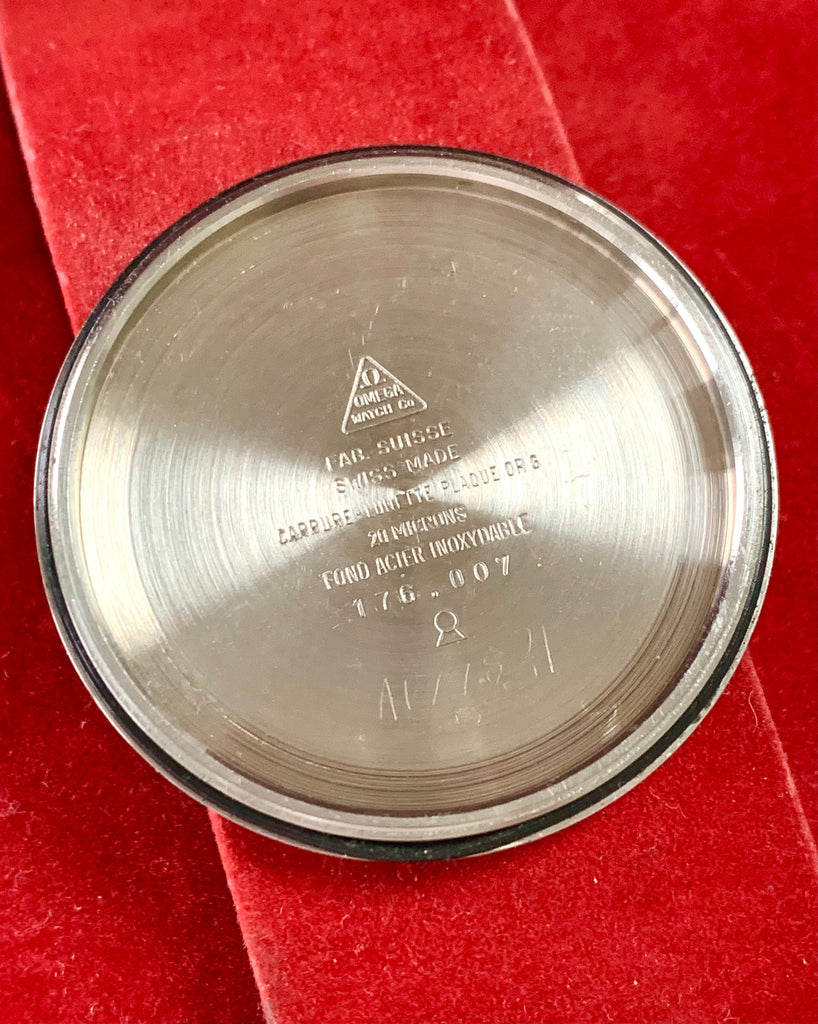 Ω
OMEGA
WATCH Co
FAB. SUISSE
SWISS MADE
CARRURE-LUNETTE PLAQUE OR G
20 MICRONS
FOND ACIER INOXYDABLE
176.007